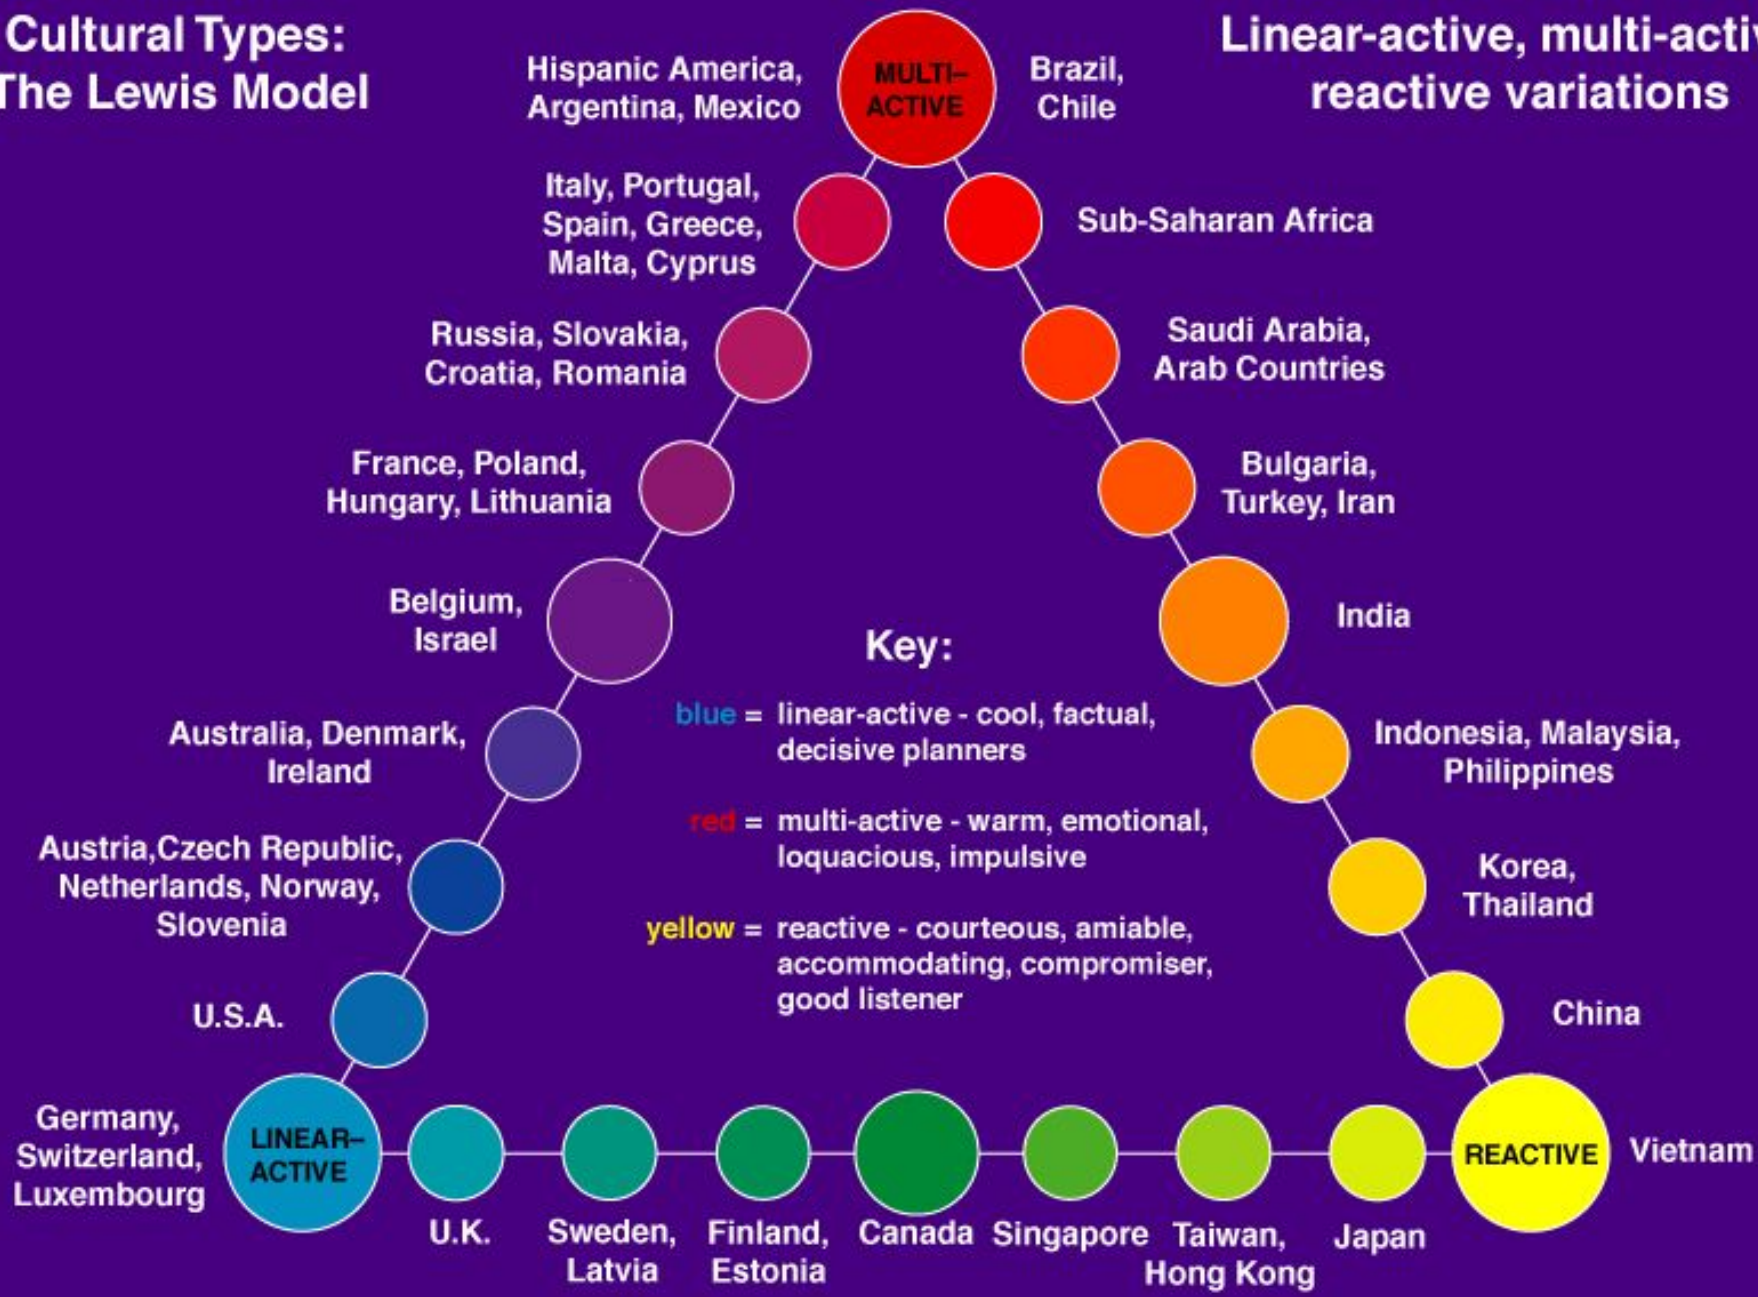 Cultural Types:
The Lewis Model
Linear-active, multi-activ
reactive variations
Hispanic America,
Argentina, Mexico
MULTI–
ACTIVE
Brazil,
Chile
Italy, Portugal,
Spain, Greece,
Malta, Cyprus
Sub-Saharan Africa
Russia, Slovakia,
Croatia, Romania
Saudi Arabia,
Arab Countries
France, Poland,
Hungary, Lithuania
Bulgaria,
Turkey, Iran
Belgium,
Israel
India
Key:
blue = linear-active - cool, factual,
decisive planners
red = multi-active - warm, emotional,
loquacious, impulsive
yellow = reactive - courteous, amiable,
accommodating, compromiser,
good listener
Australia, Denmark,
Ireland
Indonesia, Malaysia,
Philippines
Austria,Czech Republic,
Netherlands, Norway,
Slovenia
Korea,
Thailand
U.S.A.
China
Germany,
Switzerland,
Luxembourg
LINEAR–
ACTIVE
REACTIVE
Vietnam
U.K.
Sweden,
Latvia
Finland,
Estonia
Canada
Singapore
Taiwan,
Hong Kong
Japan